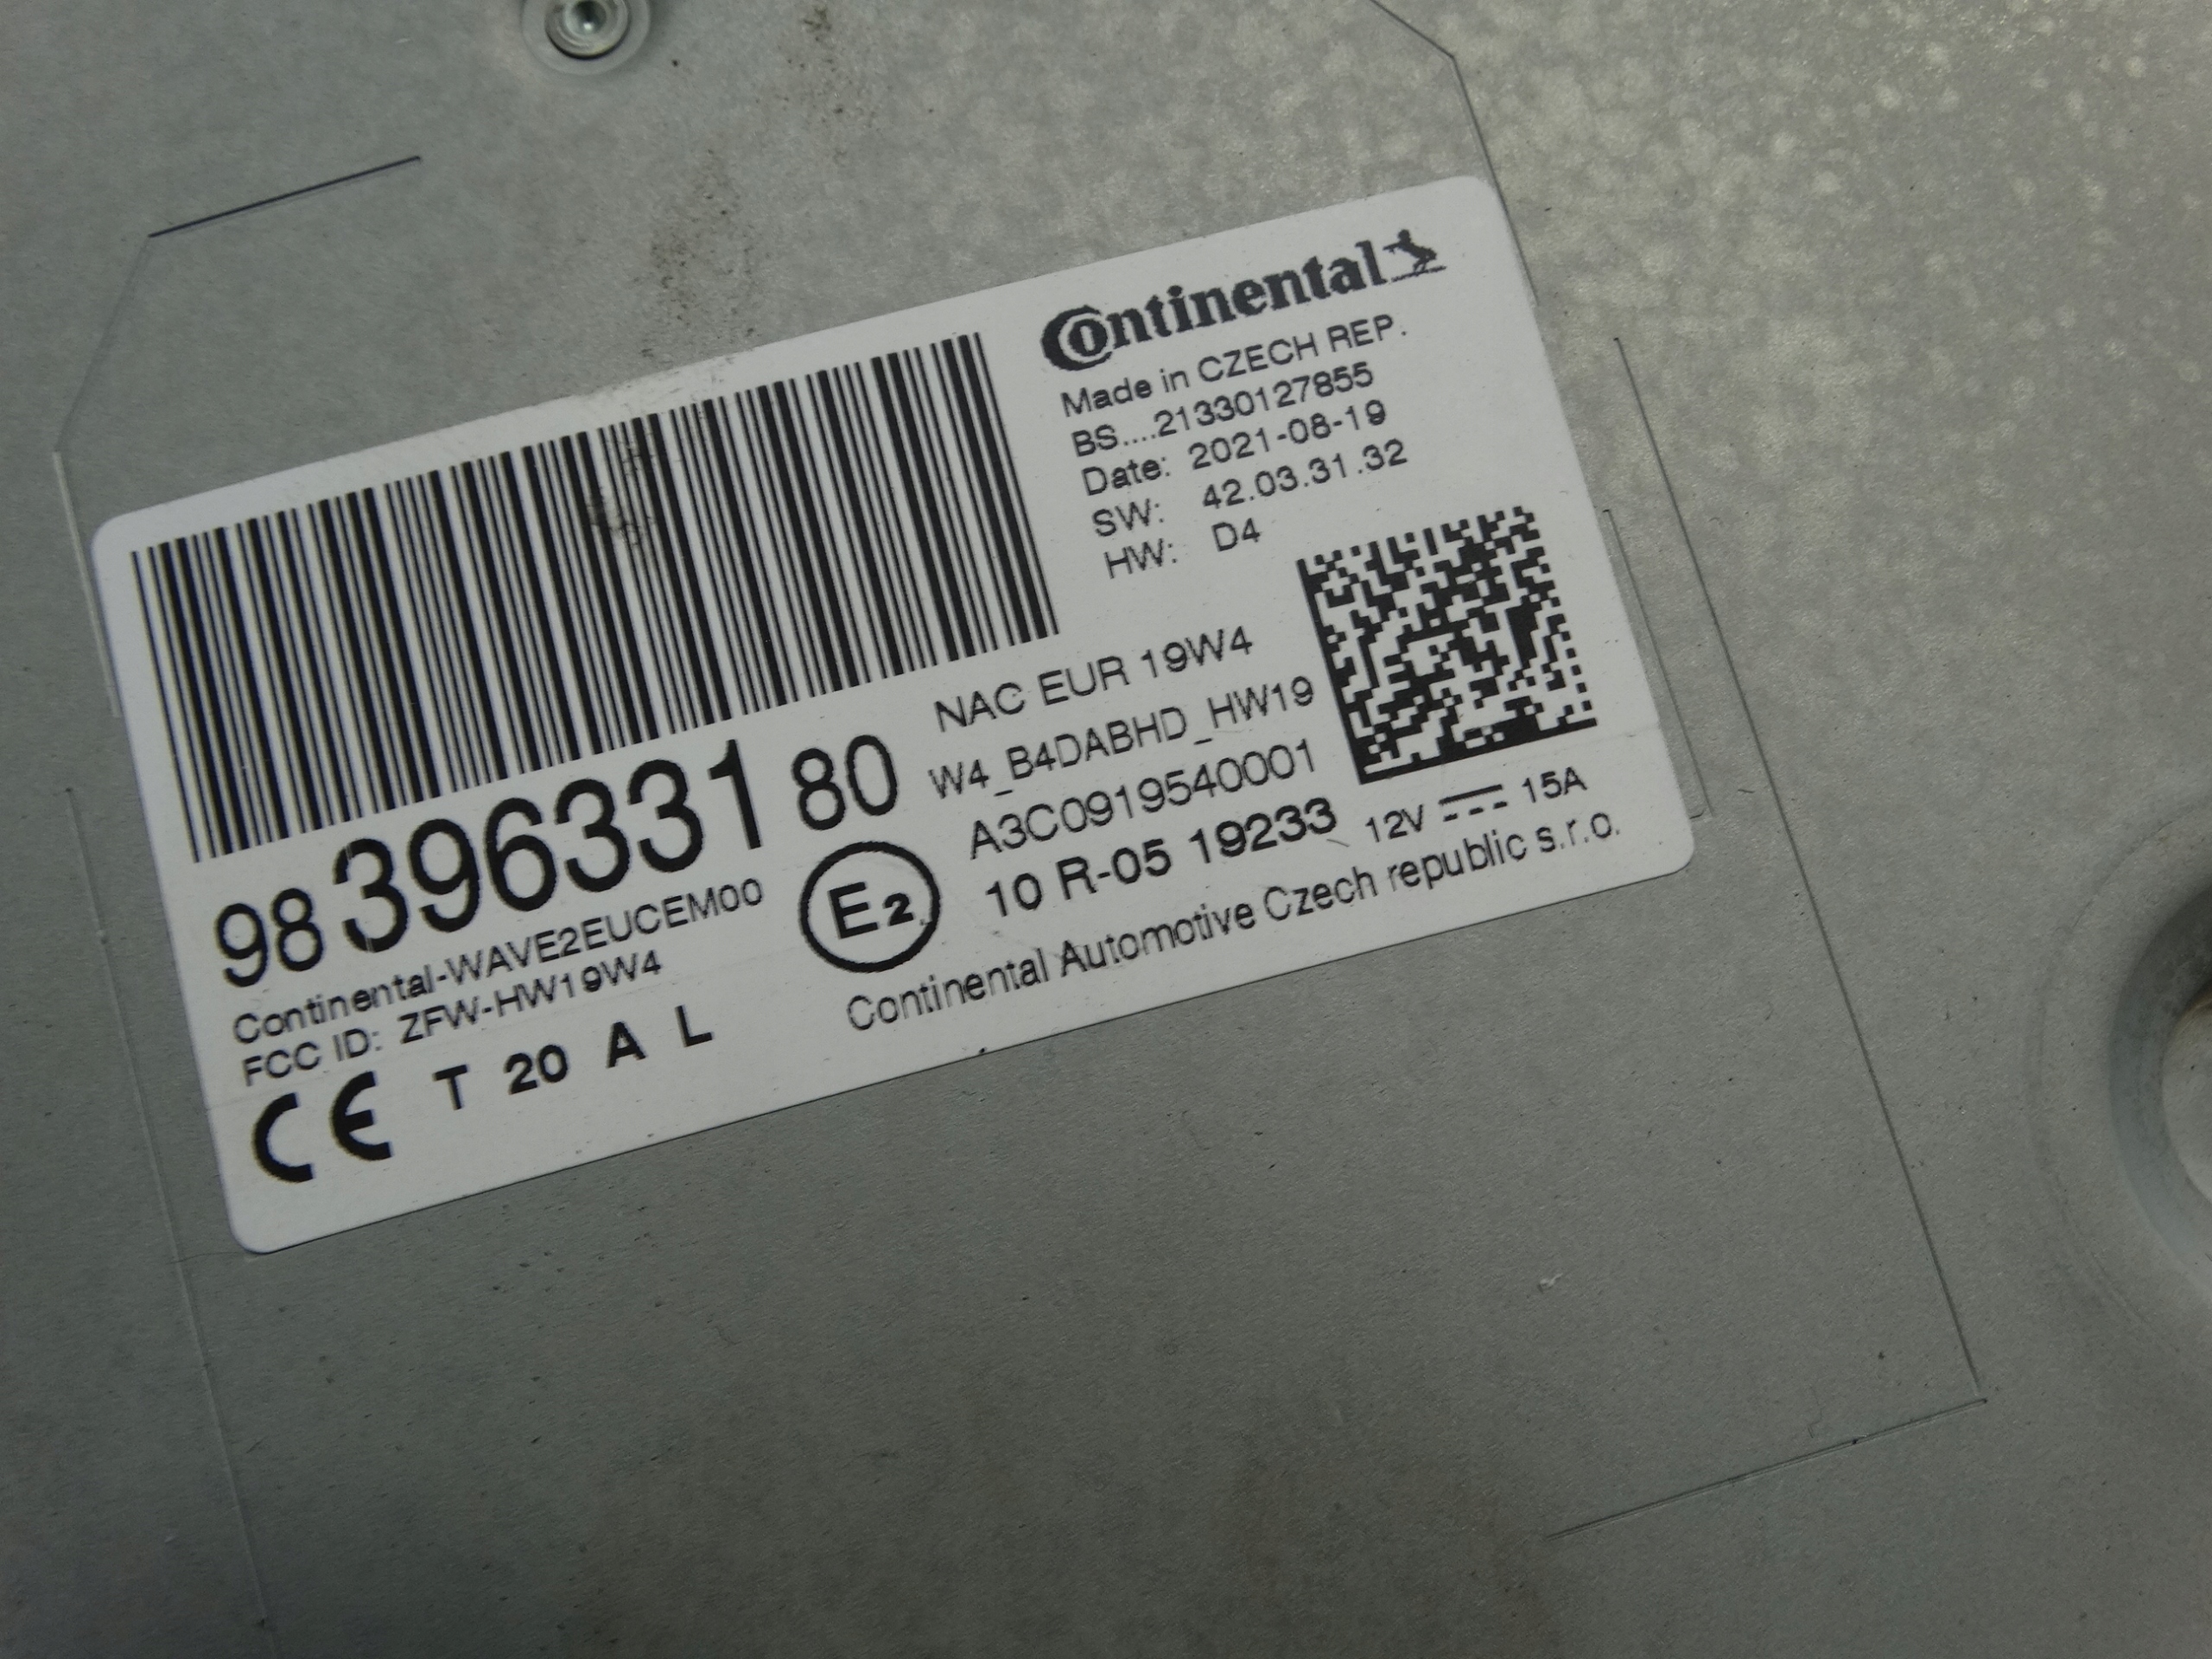 Continental
Made in CZECH REP.
BS....21330127855
Date: 2021-08-19
SW: 42.03.31.32
HW: D4
NAC EUR 19W4
W4_B4DABHD_HW19
A3C0919540001
10 R-05 19233
12V 15A
98 396331 80
E2
Continental-WAVE2EUCEM00
FCC ID: ZFW-HW19W4
Continental Automotive Czech republic s.r.o.
CE T 20 A L